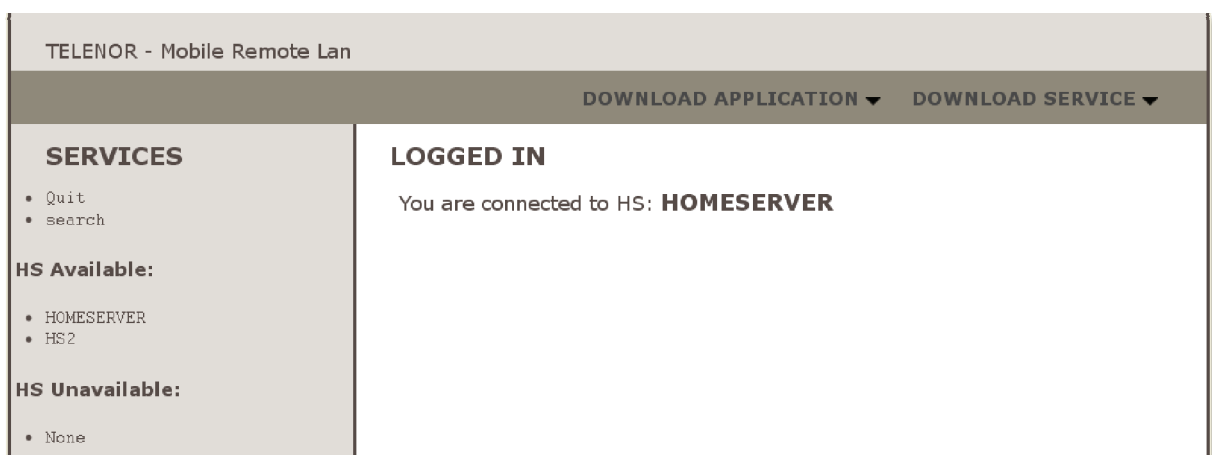 TELENOR - Mobile Remote Lan
DOWNLOAD APPLICATION DOWNLOAD SERVICE
SERVICES
Quit
search
HS Available:
HOMESERVER
HS2
HS Unavailable:
None
LOGGED IN
You are connected to HS: HOMESERVER